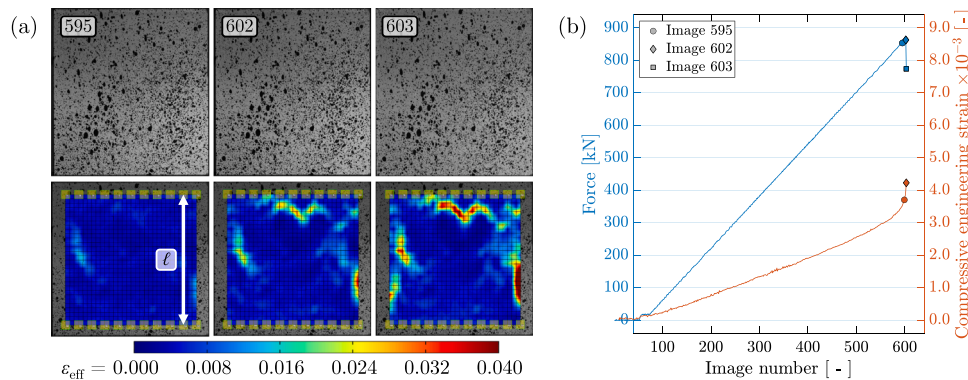 (a)
595
602
603
ℓ
ε_eff = 0.000 0.008 0.016 0.024 0.032 0.040
(b)
Image 595
Image 602
Image 603
Force [kN]
900
800
700
600
500
400
300
200
100
0
100 200 300 400 500 600
Image number [ - ]
9.0
8.0
7.0
6.0
5.0
4.0
3.0
2.0
1.0
0.0
Compressive engineering strain ×10⁻³ [ - ]